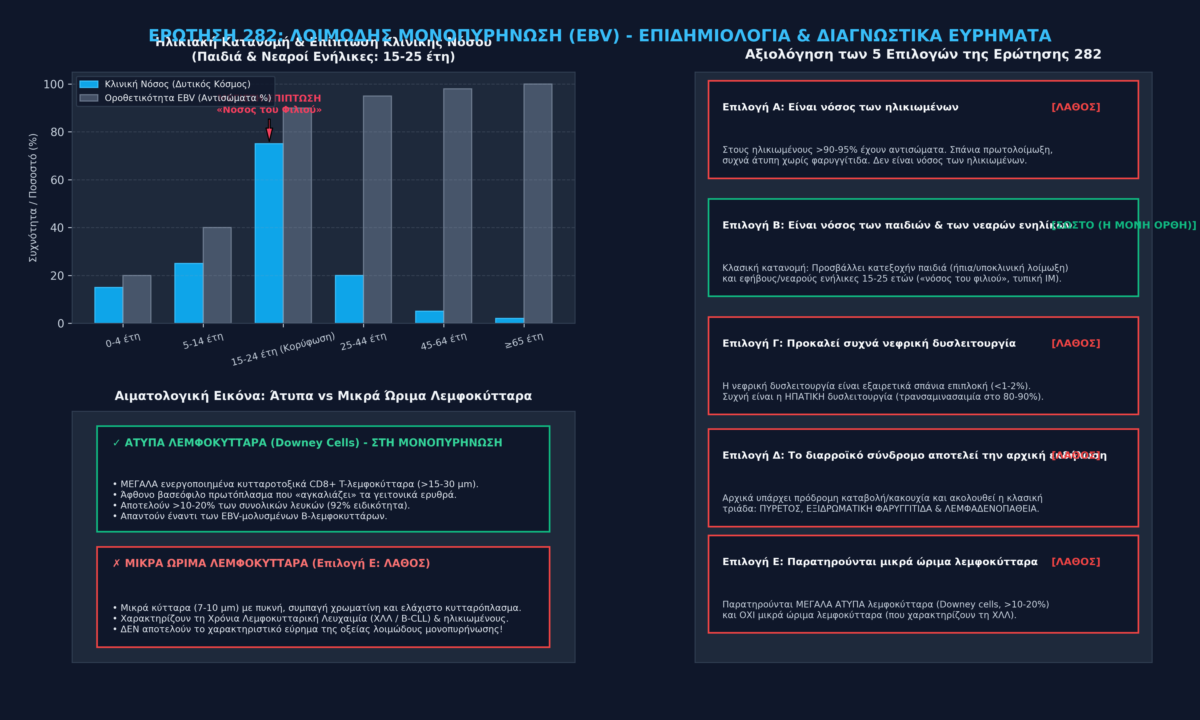 ΕΡΩΤΗΣΗ 282: ΛΟΙΜΩΔΗΣ ΜΟΝΟΠΥΡΗΝΩΣΗ (EBV) - ΕΠΙΔΗΜΙΟΛΟΓΙΑ & ΔΙΑΓΝΩΣΤΙΚΑ ΕΥΡΗΜΑΤΑ
Ηλικιακή Κατανομή & Επίπτωση Κλινικής Νόσου
(Παιδιά & Νεαροί Ενήλικες: 15-25 έτη)
Κλινική Νόσος (Δυτικός Κόσμος)
Οροθετικότητα EBV (Αντισώματα %)
«Νόσος του Φιλιού»
Συχνότητα / Ποσοστό (%)
100
80
60
40
20
0
0-4 έτη
5-14 έτη
15-24 έτη (Κορύφωση)
25-44 έτη
45-64 έτη
≥65 έτη
Αιματολογική Εικόνα: Άτυπα vs Μικρά Ώριμα Λεμφοκύτταρα
✓ ΑΤΥΠΑ ΛΕΜΦΟΚΥΤΤΑΡΑ (Downey Cells) - ΣΤΗ ΜΟΝΟΠΥΡΗΝΩΣΗ
• ΜΕΓΑΛΑ ενεργοποιημένα κυτταροτοξικά CD8+ T-λεμφοκύτταρα (>15-30 μm).
• Άφθονο βασεόφιλο πρωτόπλασμα που «αγκαλιάζει» τα γειτονικά ερυθρά.
• Αποτελούν >10-20% των συνολικών λευκών (92% ειδικότητα).
• Απαντούν έναντι των EBV-μολυσμένων Β-λεμφοκυττάρων.
✗ ΜΙΚΡΑ ΩΡΙΜΑ ΛΕΜΦΟΚΥΤΤΑΡΑ (Επιλογή Ε: ΛΑΘΟΣ)
• Μικρά κύτταρα (7-10 μm) με πυκνή, συμπαγή χρωματίνη και ελάχιστο κυτταρόπλασμα.
• Χαρακτηρίζουν τη Χρόνια Λεμφοκυτταρική Λευχαιμία (ΧΛΛ / B-CLL) & ηλικιωμένους.
• ΔΕΝ αποτελούν το χαρακτηριστικό εύρημα της οξείας λοιμώδους μονοπυρήνωσης!
Αξιολόγηση των 5 Επιλογών της Ερώτησης 282
Επιλογή Α: Είναι νόσος των ηλικιωμένων [ΛΑΘΟΣ]
Στους ηλικιωμένους >90-95% έχουν αντισώματα. Σπάνια πρωτολοίμωξη,
συχνά άτυπη χωρίς φαρυγγίτιδα. Δεν είναι νόσος των ηλικιωμένων.
Επιλογή Β: Είναι νόσος των παιδιών & των νεαρών [ΣΩΣΤΟ (Η ΜΟΝΗ ΟΡΘΗ)]
Κλασική κατανομή: Προσβάλλει κατεξοχήν παιδιά (ήπια/υποκλινική λοίμωξη)
και εφήβους/νεαρούς ενήλικες 15-25 ετών («νόσος του φιλιού», τυπική ΙΜ).
Επιλογή Γ: Προκαλεί συχνά νεφρική δυσλειτουργία [ΛΑΘΟΣ]
Η νεφρική δυσλειτουργία είναι εξαιρετικά σπάνια επιπλοκή (<1-2%).
Συχνή είναι η ΗΠΑΤΙΚΗ δυσλειτουργία (τρανσαμινασαιμία στο 80-90%).
Επιλογή Δ: Το διαρροϊκό σύνδρομο αποτελεί την αρχική [ΛΑΘΟΣ]
Αρχικά υπάρχει πρόδρομη καταβολή/κακουχία και ακολουθεί η κλασική
τριάδα: ΠΥΡΕΤΟΣ, ΕΞΙΔΡΩΜΑΤΙΚΗ ΦΑΡΥΓΓΙΤΙΔΑ & ΛΕΜΦΑΔΕΝΟΠΑΘΕΙΑ.
Επιλογή Ε: Παρατηρούνται μικρά ώριμα λεμφοκύτταρα [ΛΑΘΟΣ]
Παρατηρούνται ΜΕΓΑΛΑ ΑΤΥΠΑ λεμφοκύτταρα (Downey cells, >10-20%)
και ΟΧΙ μικρά ώριμα λεμφοκύτταρα (που χαρακτηρίζουν τη ΧΛΛ).